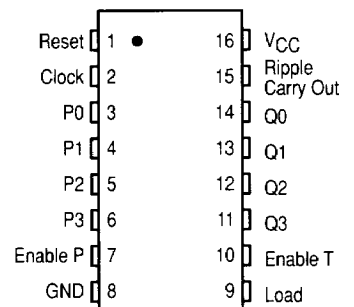 Reset 1 16 VCC
Clock 2 15 Ripple Carry Out
P0 3 14 Q0
P1 4 13 Q1
P2 5 12 Q2
P3 6 11 Q3
Enable P 7 10 Enable T
GND 8 9 Load